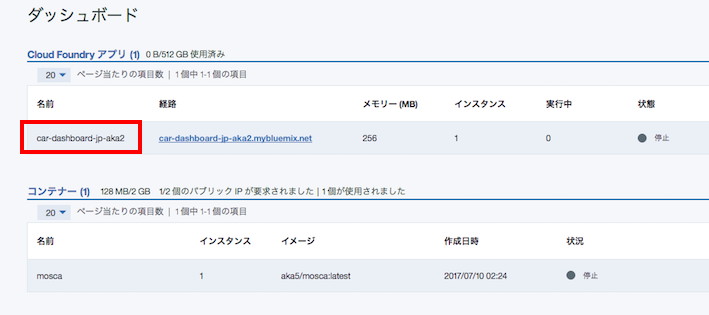 ダッシュボード
Cloud Foundry アプリ (1) 0 B/512 GB 使用済み
20 ページ当たりの項目数 | 1 個中 1-1 個の項目
名前 経路 メモリー (MB) インスタンス 実行中 状態
car-dashboard-jp-aka2 car-dashboard-jp-aka2.mybluemix.net 256 1 0 停止
コンテナー (1) 128 MB/2 GB 1/2 個のパブリック IP が要求されました | 1 個が使用されました
20 ページ当たりの項目数 | 1 個中 1-1 個の項目
名前 インスタンス イメージ 作成日時 状況
mosca 1 aka5/mosca:latest 2017/07/10 02:24 停止